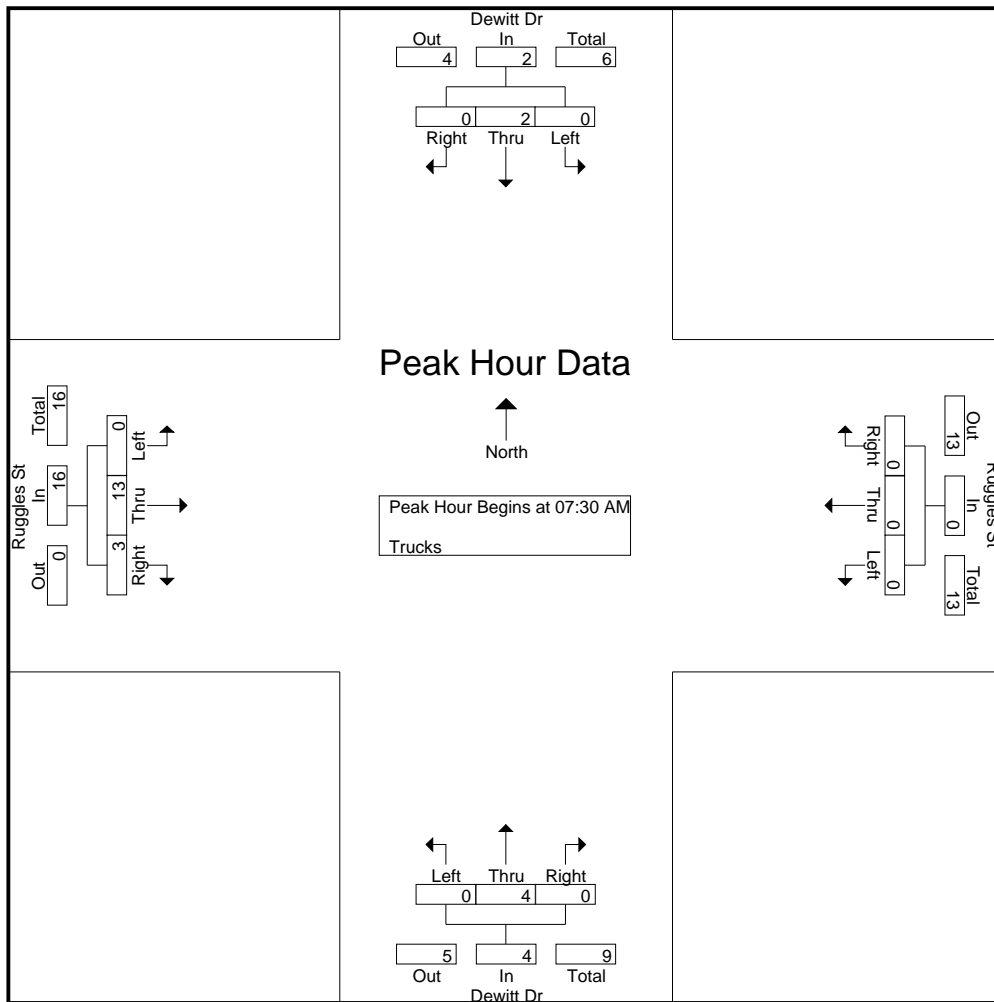 Dewitt Dr
Out In Total
4 2 6
0 2 0
Right Thru Left
Peak Hour Data
North
Peak Hour Begins at 07:30 AM
Trucks
Ruggles St
Total In Out
16 16 0
0 13 3
Left Thru Right
Ruggles St
Out In Total
13 0 13
Right Thru Left
0 0 0
Left Thru Right
0 4 0
5 4 9
Out In Total
Dewitt Dr